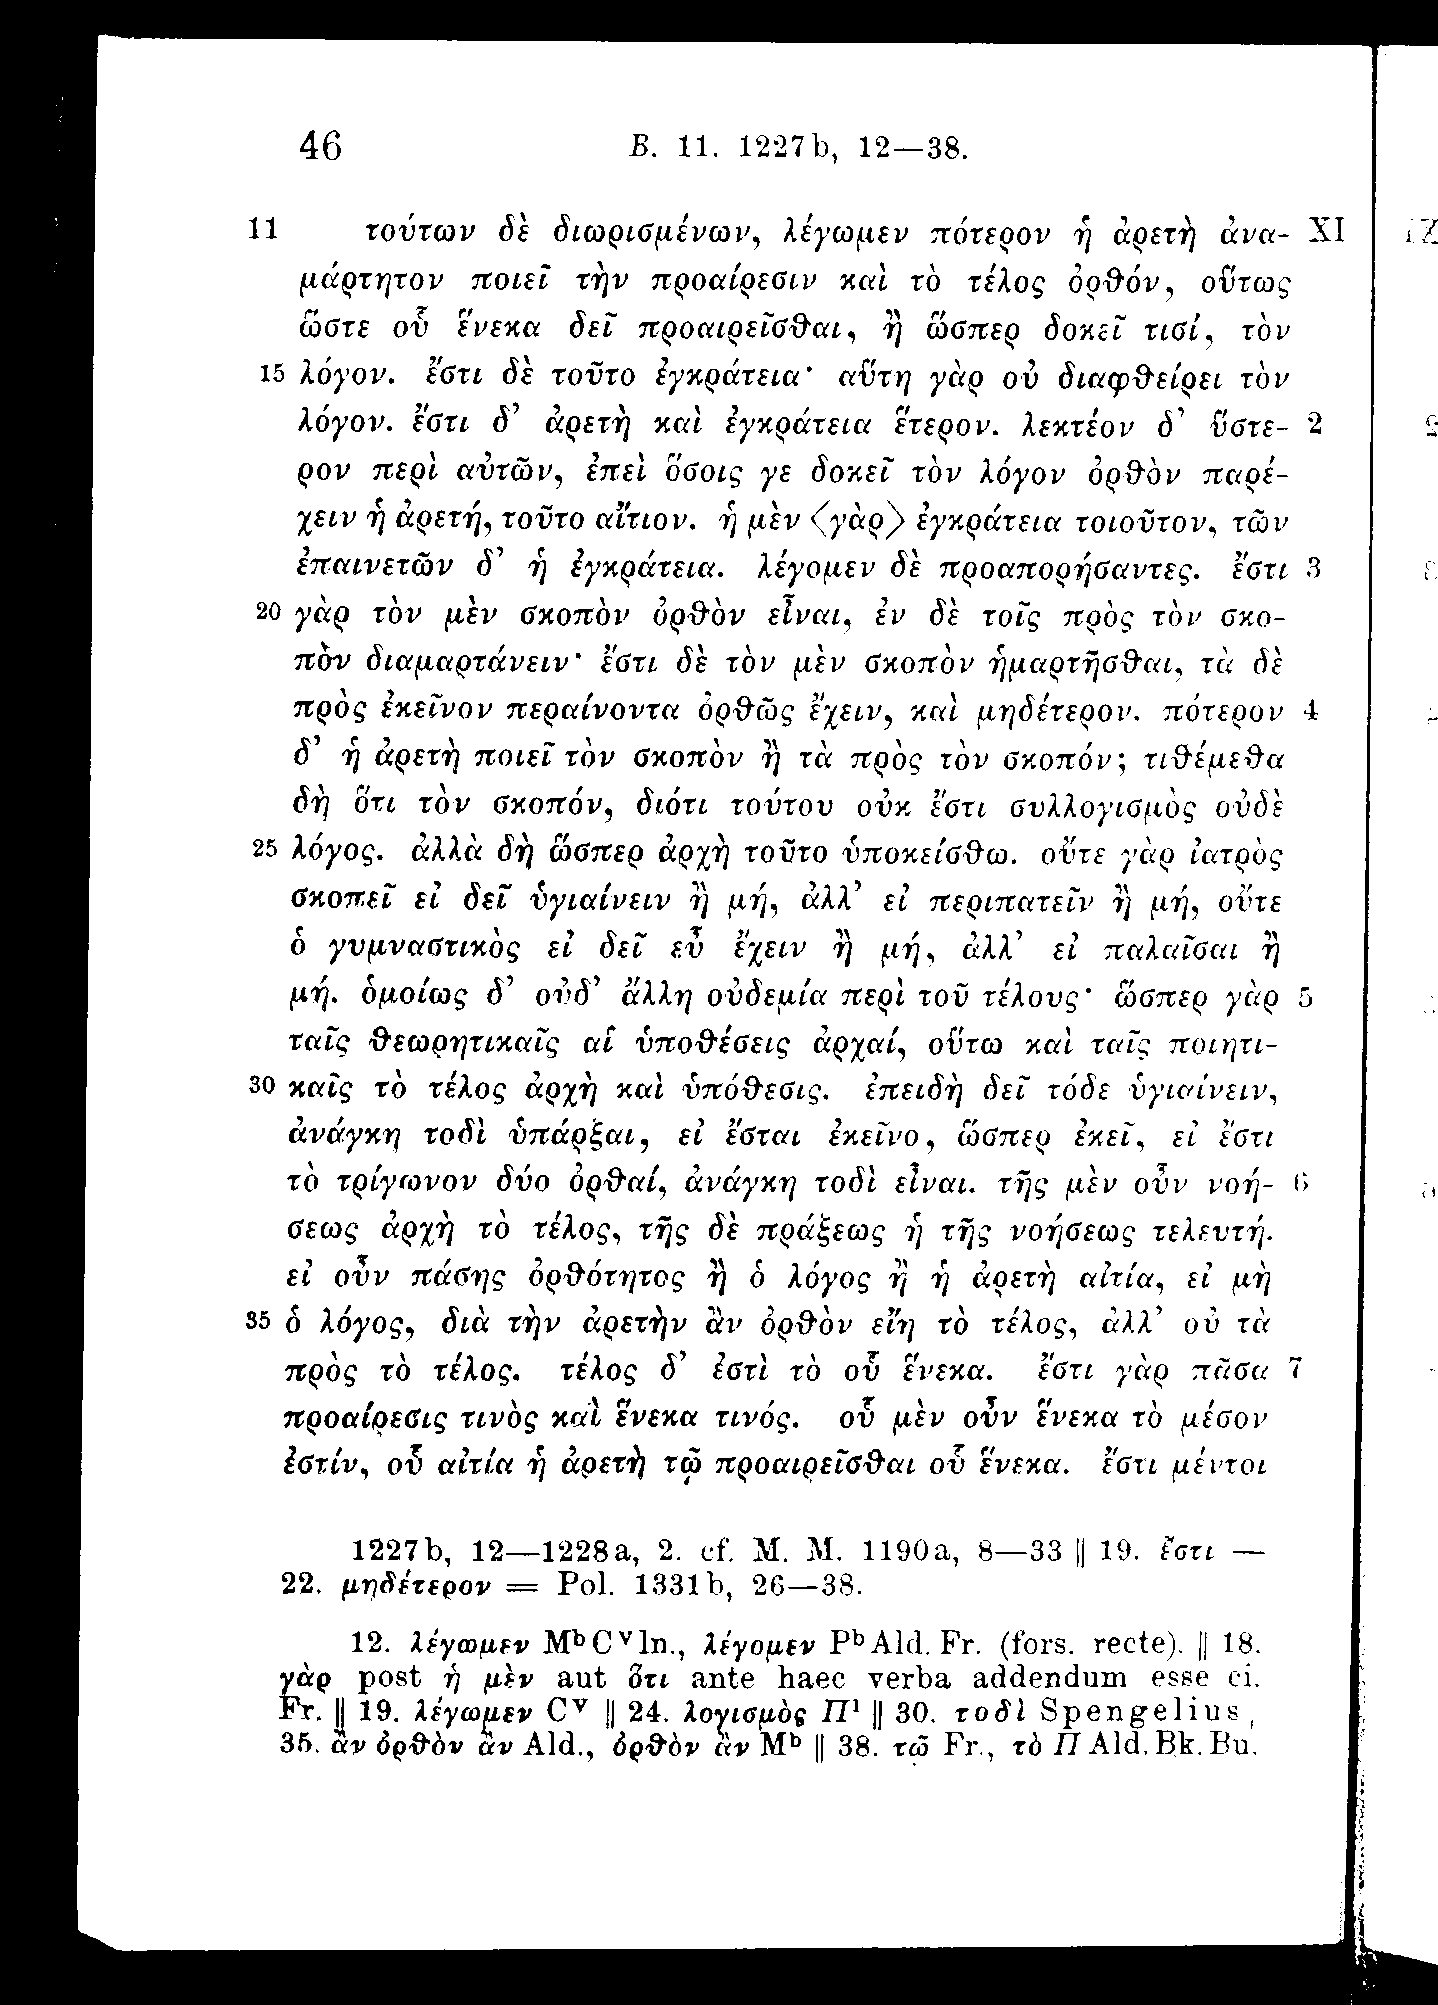 46 B. 11. 1227b, 12—38.
11 τούτων δὲ διωρισμένων, λέγωμεν πότερον ἡ ἀρετὴ ἀνα- XI
μάρτητον ποιεῖ τὴν προαίρεσιν καὶ τὸ τέλος ὀρθόν, οὕτως
ὥστε οὗ ἕνεκα δεῖ προαιρεῖσθαι, ἢ ὥσπερ δοκεῖ τισί, τὸν
15 λόγον. ἔστι δὲ τοῦτο ἐγκράτεια· αὕτη γὰρ οὐ διαφθείρει τὸν
λόγον. ἔστι δ’ ἀρετὴ καὶ ἐγκράτεια ἕτερον. λεκτέον δ’ ὕστε- 2
ρον περὶ αὐτῶν, ἐπεὶ ὅσοις γε δοκεῖ τὸν λόγον ὀρθὸν παρέ-
χειν ἡ ἀρετή, τοῦτο αἴτιον. ἡ μὲν ⟨γὰρ⟩ ἐγκράτεια τοιοῦτον, τῶν
ἐπαινετῶν δ’ ἡ ἐγκράτεια. λέγομεν δὲ προαπορήσαντες. ἔστι 3
20 γὰρ τὸν μὲν σκοπὸν ὀρθὸν εἶναι, ἐν δὲ τοῖς πρὸς τὸν σκο-
πὸν διαμαρτάνειν· ἔστι δὲ τὸν μὲν σκοπὸν ἡμαρτῆσθαι, τὰ δὲ
πρὸς ἐκεῖνον περαίνοντα ὀρθῶς ἔχειν, καὶ μηδέτερον. πότερον 4
δ’ ἡ ἀρετὴ ποιεῖ τὸν σκοπὸν ἢ τὰ πρὸς τὸν σκοπόν; τιθέμεθα
δὴ ὅτι τὸν σκοπόν, διότι τούτου οὐκ ἔστι συλλογισμὸς οὐδὲ
25 λόγος. ἀλλὰ δὴ ὥσπερ ἀρχὴ τοῦτο ὑποκείσθω. οὔτε γὰρ ἰατρὸς
σκοπεῖ εἰ δεῖ ὑγιαίνειν ἢ μή, ἀλλ’ εἰ περιπατεῖν ἢ μή, οὔτε
ὁ γυμναστικὸς εἰ δεῖ εὖ ἔχειν ἢ μή, ἀλλ’ εἰ παλαῖσαι ἢ
μή. ὁμοίως δ’ οὐδ’ ἄλλη οὐδεμία περὶ τοῦ τέλους· ὥσπερ γὰρ 5
ταῖς θεωρητικαῖς αἱ ὑποθέσεις ἀρχαί, οὕτω καὶ ταῖς ποιητι-
30 καῖς τὸ τέλος ἀρχὴ καὶ ὑπόθεσις. ἐπειδὴ δεῖ τόδε ὑγιαίνειν,
ἀνάγκη τοδὶ ὑπάρξαι, εἰ ἔσται ἐκεῖνο, ὥσπερ ἐκεῖ, εἰ ἔστι
τὸ τρίγωνον δύο ὀρθαί, ἀνάγκη τοδὶ εἶναι. τῆς μὲν οὖν νοή- 6
σεως ἀρχὴ τὸ τέλος, τῆς δὲ πράξεως ἡ τῆς νοήσεως τελευτή.
εἰ οὖν πάσης ὀρθότητος ἢ ὁ λόγος ἢ ἡ ἀρετὴ αἰτία, εἰ μὴ
35 ὁ λόγος, διὰ τὴν ἀρετὴν ἂν ὀρθὸν εἴη τὸ τέλος, ἀλλ’ οὐ τὰ
πρὸς τὸ τέλος. τέλος δ’ ἐστὶ τὸ οὗ ἕνεκα. ἔστι γὰρ πᾶσα 7
προαίρεσις τινὸς καὶ ἕνεκα τινός. οὗ μὲν οὖν ἕνεκα τὸ μέσον
ἐστίν, οὗ αἰτία ἡ ἀρετὴ τῷ προαιρεῖσθαι οὗ ἕνεκα. ἔστι μέντοι
1227b, 12—1228a, 2. cf. M. M. 1190a, 8—33 || 19. ἔστι —
22. μηδέτερον = Pol. 1331b, 26—38.
12. λέγωμεν Mᵇ Cᵛ In., λέγομεν Pᵇ Ald. Fr. (fors. recte). || 18.
γὰρ post ἡ μὲν aut ὅτι ante haec verba addendum esse ci.
Fr. || 19. λέγωμεν Cᵛ || 24. λογισμὸς Π¹ || 30. τοδὶ Spengelius,
35. ἂν ὀρθὸν ἂν Ald., ὀρθὸν ἂν Mᵇ || 38. τῷ Fr., τὸ Π Ald. Bk. Bu.